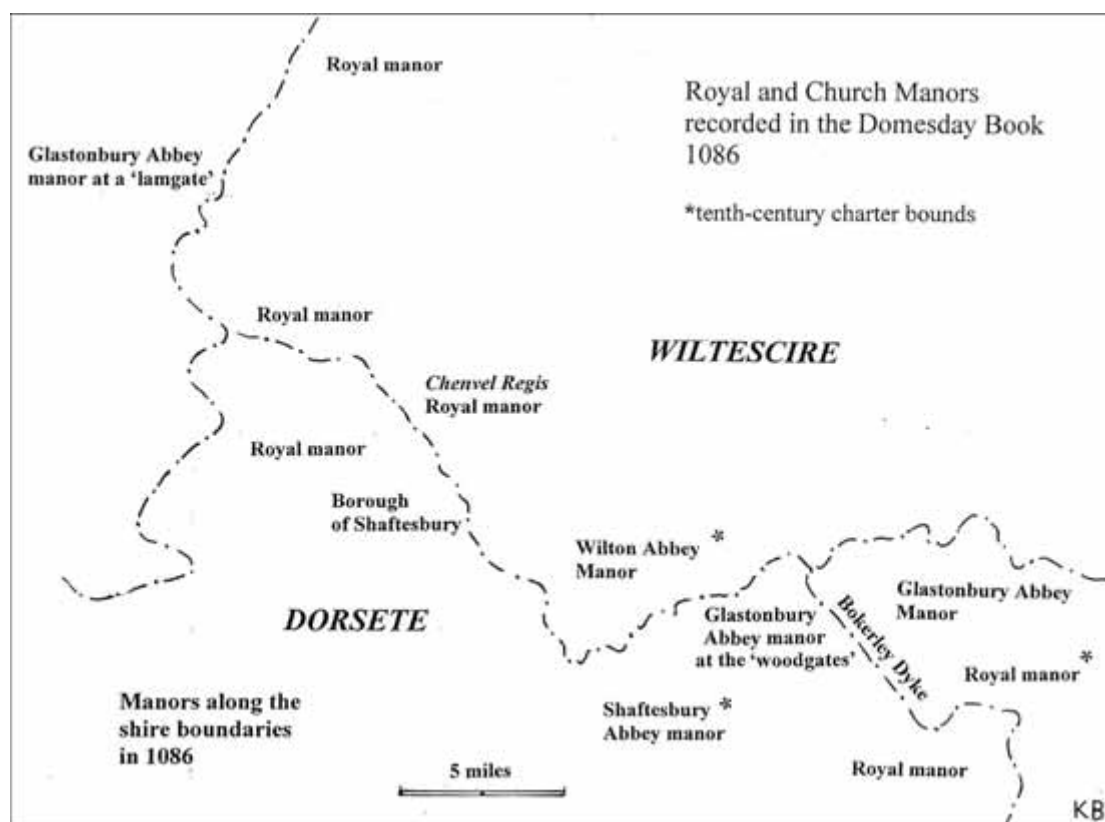 Royal manor
Royal and Church Manors
recorded in the Domesday Book
1086
Glastonbury Abbey
manor at a 'lamgate'
*tenth-century charter bounds
Royal manor
WILTESCIRE
Chenvel Regis
Royal manor
Royal manor
Borough
of Shaftesbury
Wilton Abbey *
Manor
Glastonbury Abbey
Manor
DORSETE
Glastonbury
Abbey manor
at the 'woodgates'
Bokerley Dyke
Royal manor *
Manors along the
shire boundaries
in 1086
Shaftesbury *
Abbey manor
5 miles
Royal manor
KB